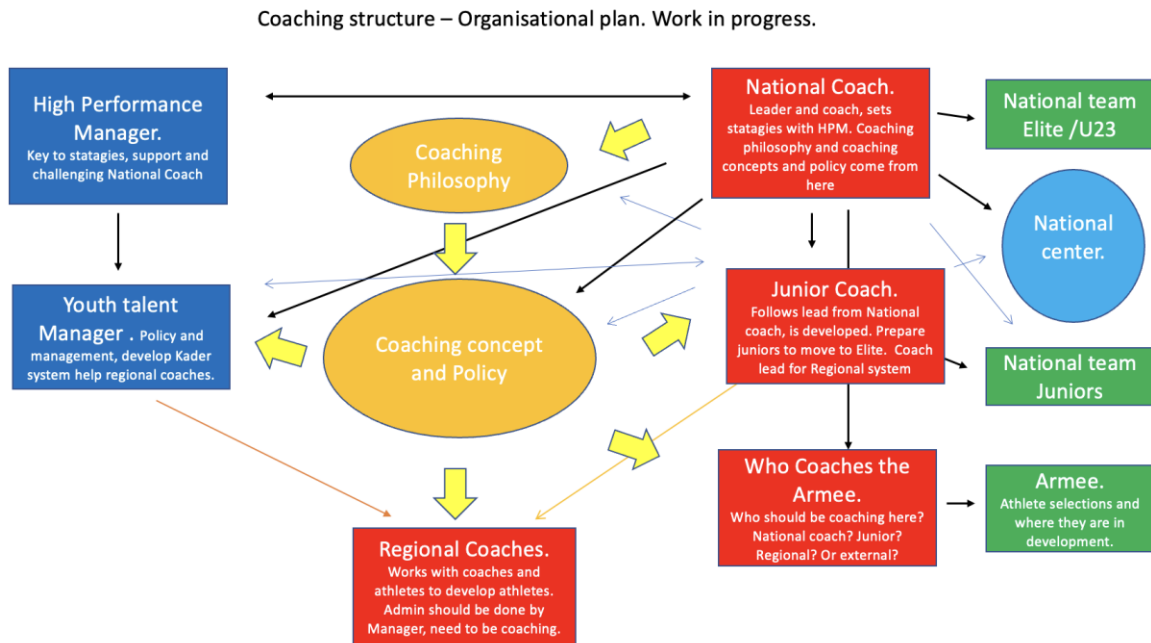 Coaching structure – Organisational plan. Work in progress.
High Performance
Manager.
Key to statagies, support and
challenging National Coach
Coaching
Philosophy
National Coach.
Leader and coach, sets
statagies with HPM. Coaching
philosophy and coaching
concepts and policy come from
here
National team
Elite /U23
National
center.
Youth talent
Manager . Policy and
management, develop Kader
system help regional coaches.
Coaching concept
and Policy
Junior Coach.
Follows lead from National
coach, is developed. Prepare
juniors to move to Elite. Coach
lead for Regional system
National team
Juniors
Who Coaches the
Armee.
Who should be coaching here?
National coach? Junior?
Regional? Or external?
Armee.
Athlete selections and
where they are in
development.
Regional Coaches.
Works with coaches and
athletes to develop athletes.
Admin should be done by
Manager, need to be coaching.